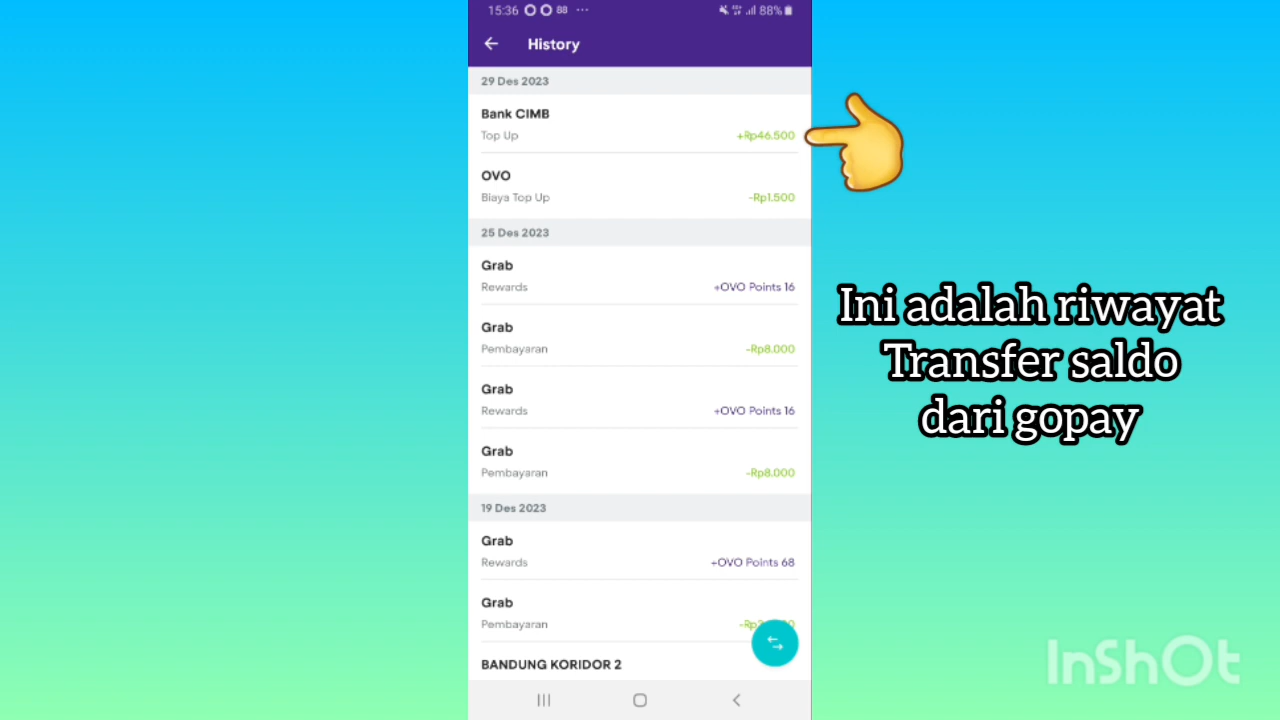 15:36 88 ... 88%
History
29 Des 2023
Bank CIMB
Top Up +Rp46.500
OVO
Biaya Top Up -Rp1.500
25 Des 2023
Grab
Rewards +OVO Points 16
Grab
Pembayaran -Rp8.000
Grab
Rewards +OVO Points 16
Grab
Pembayaran -Rp8.000
19 Des 2023
Grab
Rewards +OVO Points 68
Grab
Pembayaran
BANDUNG KORIDOR 2
Ini adalah riwayat
Transfer saldo
dari gopay
InShOt